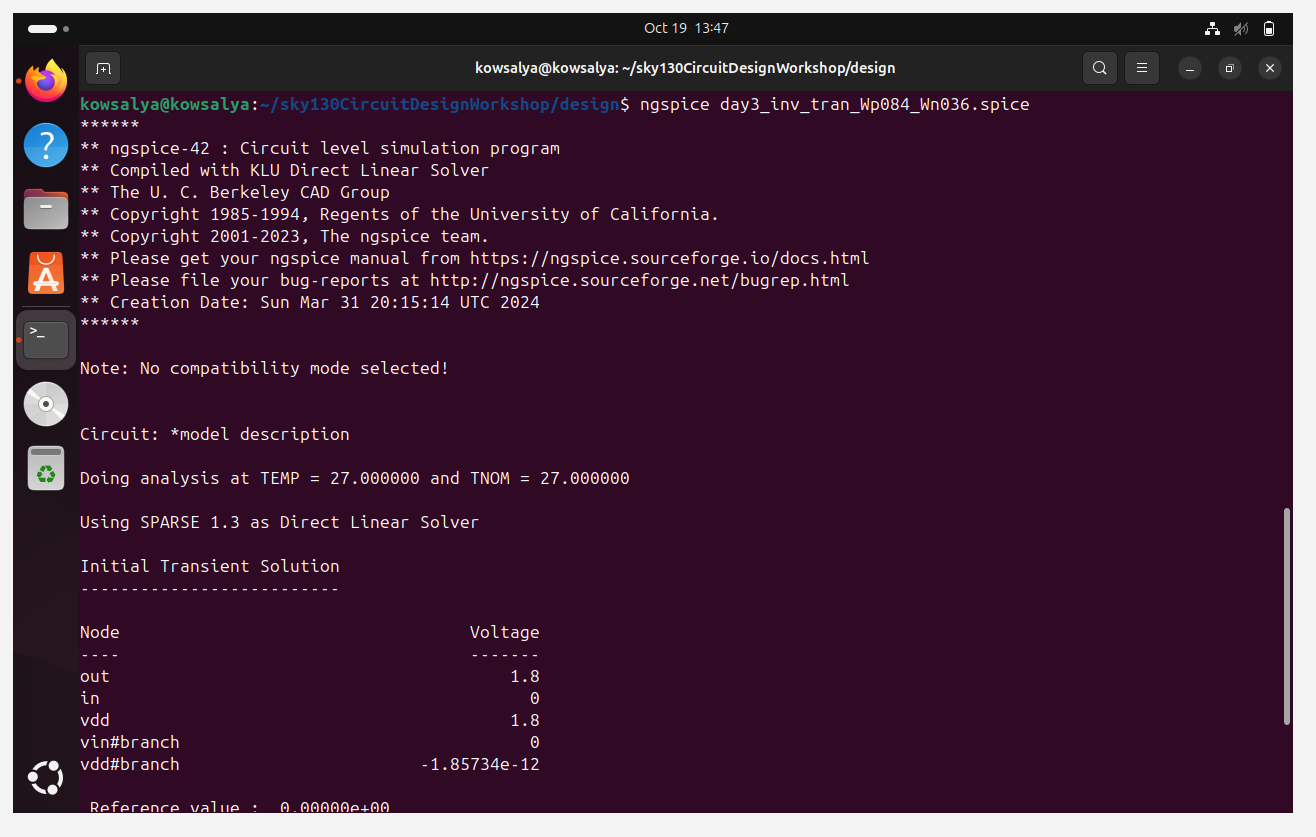 Oct 19 13:47
kowsalya@kowsalya: ~/sky130CircuitDesignWorkshop/design
kowsalya@kowsalya:~/sky130CircuitDesignWorkshop/design$ ngspice day3_inv_tran_Wp084_Wn036.spice
******
** ngspice-42 : Circuit level simulation program
** Compiled with KLU Direct Linear Solver
** The U. C. Berkeley CAD Group
** Copyright 1985-1994, Regents of the University of California.
** Copyright 2001-2023, The ngspice team.
** Please get your ngspice manual from https://ngspice.sourceforge.io/docs.html
** Please file your bug-reports at http://ngspice.sourceforge.net/bugrep.html
** Creation Date: Sun Mar 31 20:15:14 UTC 2024
******
Note: No compatibility mode selected!
Circuit: *model description
Doing analysis at TEMP = 27.000000 and TNOM = 27.000000
Using SPARSE 1.3 as Direct Linear Solver
Initial Transient Solution
--------------------------
Node Voltage
---- -------
out 1.8
in 0
vdd 1.8
vin#branch 0
vdd#branch -1.85734e-12
Reference value : 0.00000e+00